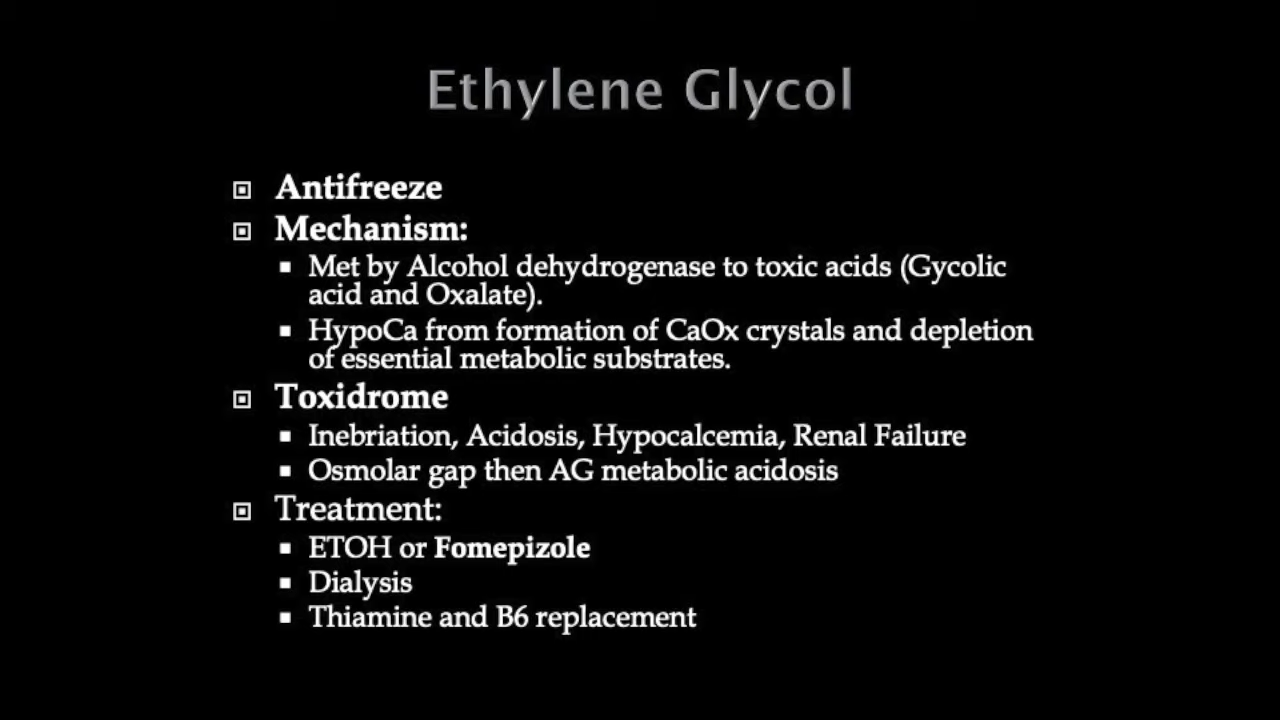 Ethylene Glycol
Antifreeze
Mechanism:
Met by Alcohol dehydrogenase to toxic acids (Gycolic
acid and Oxalate).
HypoCa from formation of CaOx crystals and depletion
of essential metabolic substrates.
Toxidrome
Inebriation, Acidosis, Hypocalcemia, Renal Failure
Osmolar gap then AG metabolic acidosis
Treatment:
ETOH or Fomepizole
Dialysis
Thiamine and B6 replacement